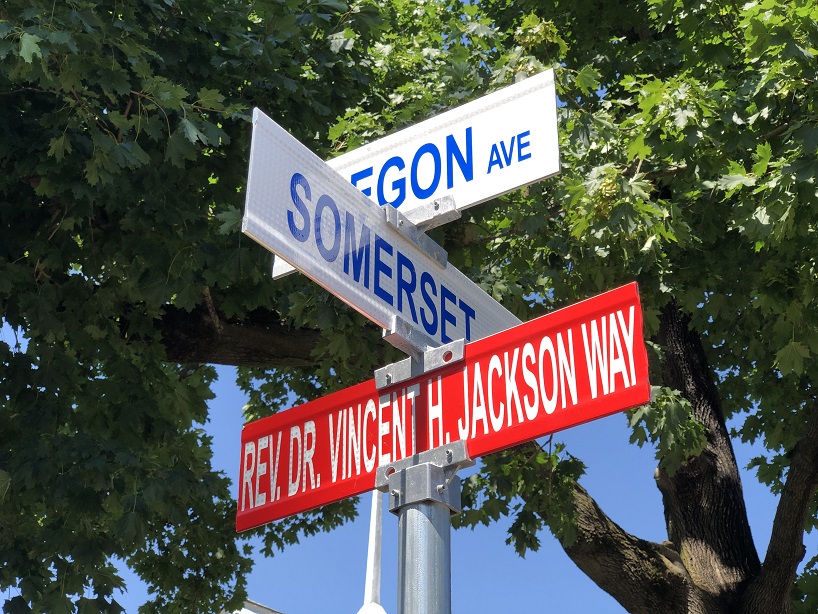 EGON AVE
SOMERSET
REV. DR. VINCENT H. JACKSON WAY